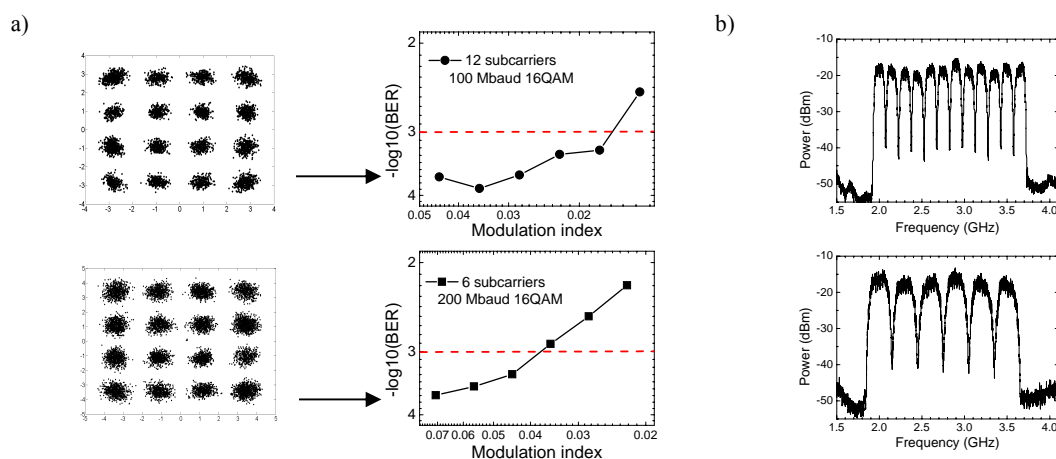 a)
b)
4
3
2
1
0
-1
-2
-3
-4
-4 -3 -2 -1 0 1 2 3 4
2
3
4
-log10(BER)
12 subcarriers
100 Mbaud 16QAM
0.05 0.04 0.03 0.02
Modulation index
-10
-20
-30
-40
-50
Power (dBm)
1.5 2.0 2.5 3.0 3.5 4.0
Frequency (GHz)
5
4
3
2
1
0
-1
-2
-3
-4
-5
-5 -4 -3 -2 -1 0 1 2 3 4 5
2
3
4
-log10(BER)
6 subcarriers
200 Mbaud 16QAM
0.07 0.06 0.05 0.04 0.03 0.02
Modulation index
-10
-20
-30
-40
-50
Power (dBm)
1.5 2.0 2.5 3.0 3.5 4.0
Frequency (GHz)